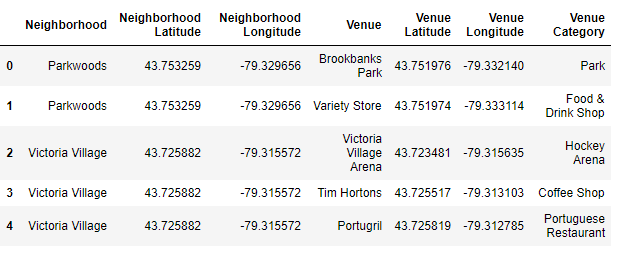 Neighborhood Neighborhood Latitude Neighborhood Longitude Venue Venue Latitude Venue Longitude Venue Category
0 Parkwoods 43.753259 -79.329656 Brookbanks Park 43.751976 -79.332140 Park
1 Parkwoods 43.753259 -79.329656 Variety Store 43.751974 -79.333114 Food & Drink Shop
2 Victoria Village 43.725882 -79.315572 Victoria Village Arena 43.723481 -79.315635 Hockey Arena
3 Victoria Village 43.725882 -79.315572 Tim Hortons 43.725517 -79.313103 Coffee Shop
4 Victoria Village 43.725882 -79.315572 Portugril 43.725819 -79.312785 Portuguese Restaurant